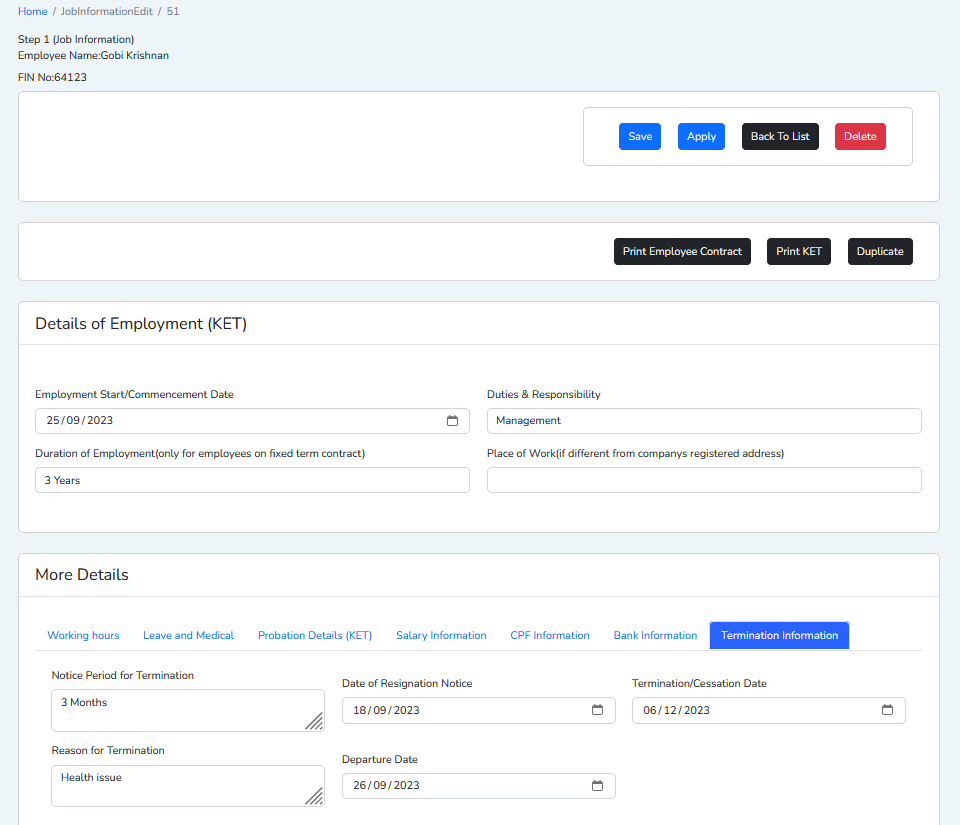 Home / JobInformationEdit / 51
Step 1 (Job Information)
Employee Name:Gobi Krishnan
FIN No:64123
Save Apply Back To List Delete
Print Employee Contract Print KET Duplicate
Details of Employment (KET)
Employment Start/Commencement Date Duties & Responsibility
25/09/2023 Management
Duration of Employment(only for employees on fixed term contract) Place of Work(if different from companys registered address)
3 Years
More Details
Working hours Leave and Medical Probation Details (KET) Salary Information CPF Information Bank Information Termination Information
Notice Period for Termination Date of Resignation Notice Termination/Cessation Date
3 Months 18/09/2023 06/12/2023
Reason for Termination Departure Date
Health issue 26/09/2023